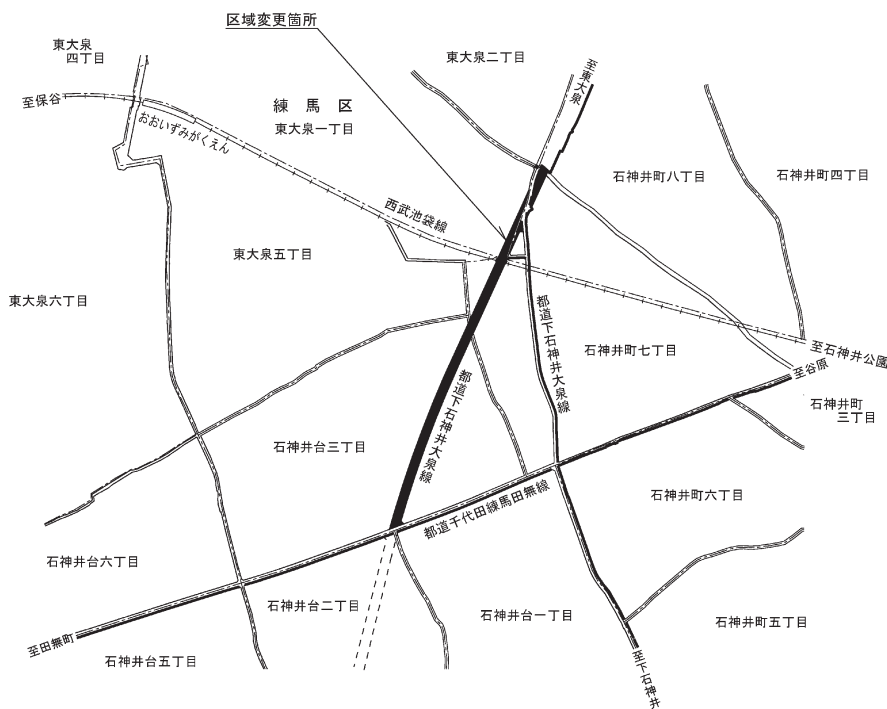 区域変更箇所
東大泉
四丁目
東大泉二丁目
至東大泉
至保谷
おおいずみがくえん
練馬区
東大泉一丁目
石神井町八丁目
石神井町四丁目
西武池袋線
東大泉五丁目
東大泉六丁目
都道下石神井大泉線
石神井町七丁目
至石神井公園
至谷原
都道下石神井大泉線
石神井町
三丁目
石神井台三丁目
石神井町六丁目
都道千代田練馬田無線
石神井台六丁目
石神井台二丁目
石神井台一丁目
石神井町五丁目
至田無町
石神井台五丁目
至下石神井